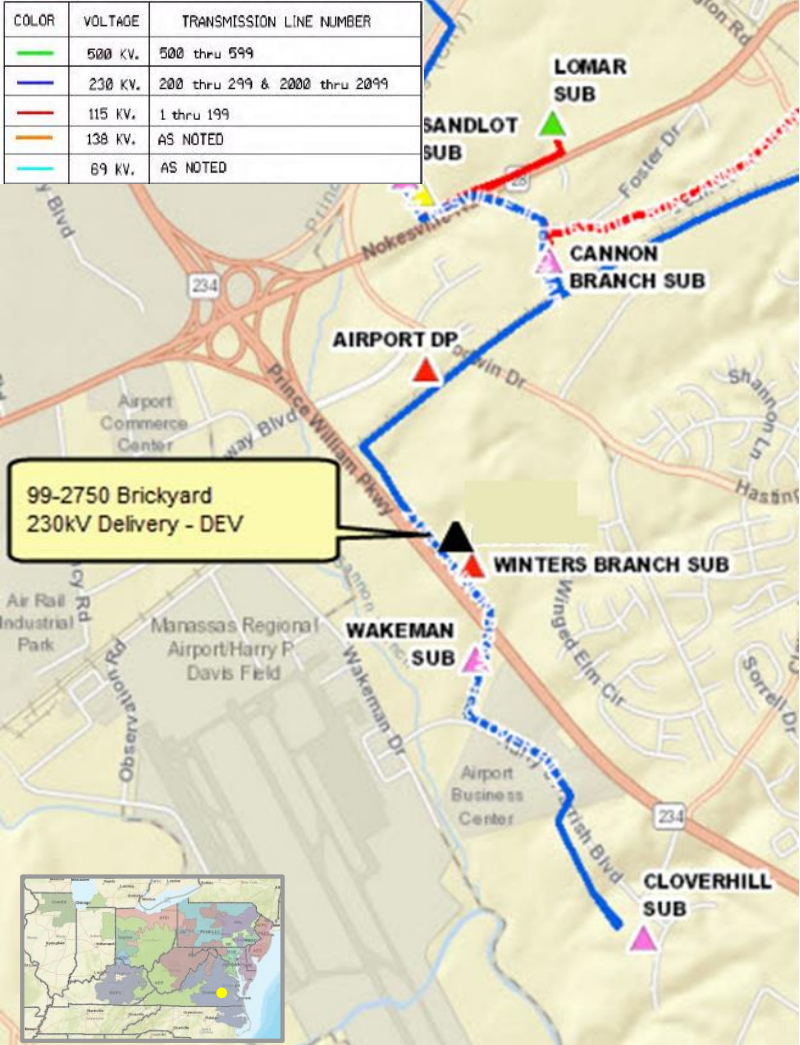 COLOR VOLTAGE TRANSMISSION LINE NUMBER
500 KV. 500 thru 599
230 KV. 200 thru 299 & 2000 thru 2099
115 KV. 1 thru 199
138 KV. AS NOTED
69 KV. AS NOTED
LOMAR
SUB
SANDLOT
SUB
Foster Dr
Nokesville
CANNON
BRANCH SUB
234
AIRPORT DP
Prince William Pkwy
Shannon Ln
Airport
Commerce
Center
way Blvd
99-2750 Brickyard
230kV Delivery - DEV
WINTERS BRANCH SUB
Air Rail
Industrial
Park
Manassas Regional
Airport/Harry P
Davis Field
WAKEMAN
SUB
Winged Elm Cir
Wakeman Dr
Sorrell Dr
Observation Rd
Airport
Business
Center
234
CLOVERHILL
SUB